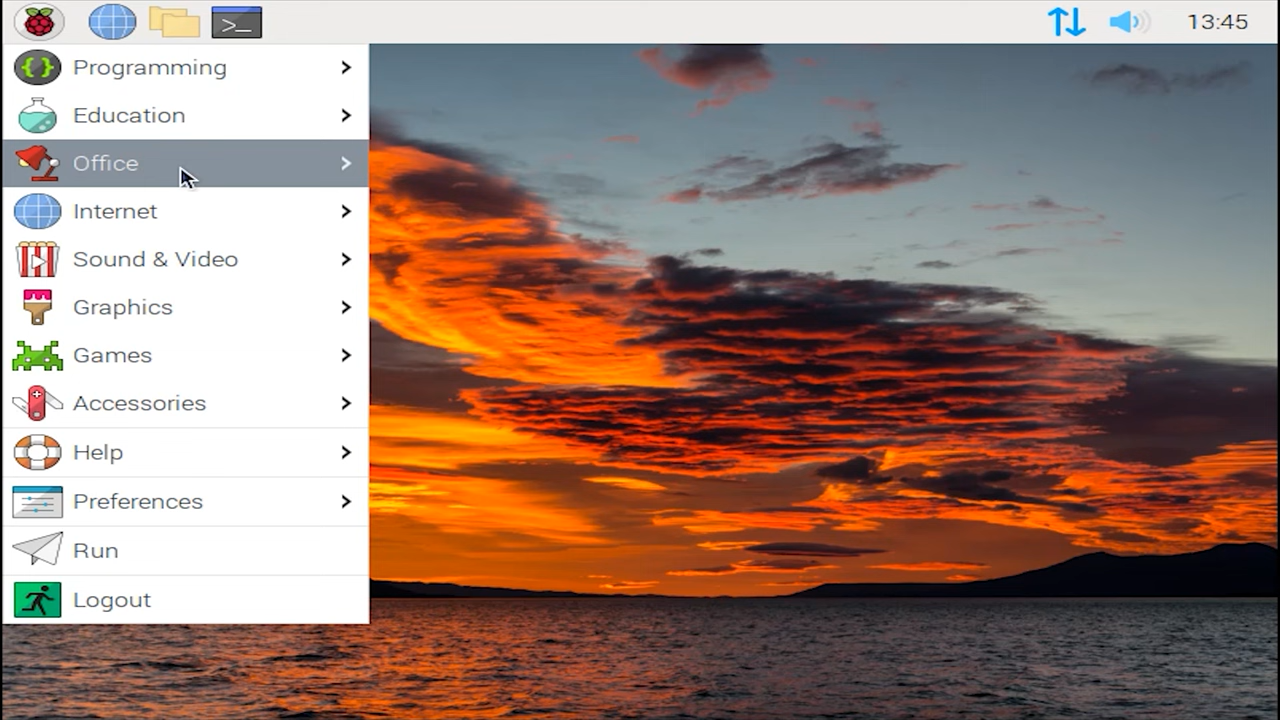 >_
13:45
Programming
Education
Office
Internet
Sound & Video
Graphics
Games
Accessories
Help
Preferences
Run
Logout